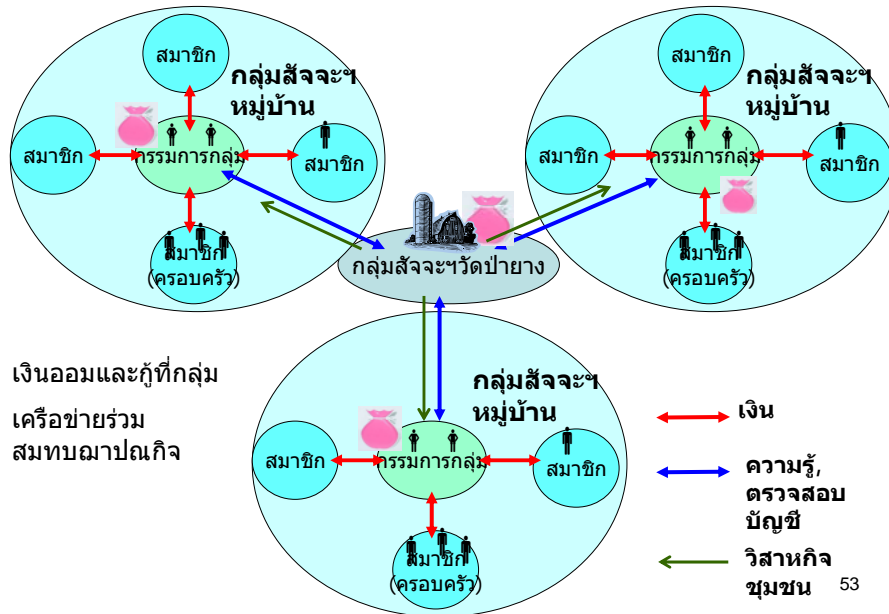 สมาชิก
กลุ่มสัจจะฯ
หมู่บ้าน
สมาชิก
กรรมการกลุ่ม
สมาชิก
สมาชิก
(ครอบครัว)
สมาชิก
กลุ่มสัจจะฯ
หมู่บ้าน
สมาชิก
กรรมการกลุ่ม
สมาชิก
สมาชิก
(ครอบครัว)
กลุ่มสัจจะฯวัดป่ายาง
เงินออมและกู้ที่กลุ่ม
เครือข่ายร่วม
สมทบฌาปณกิจ
กลุ่มสัจจะฯ
หมู่บ้าน
สมาชิก
กรรมการกลุ่ม
สมาชิก
สมาชิก
(ครอบครัว)
เงิน
ความรู้,
ตรวจสอบ
บัญชี
วิสาหกิจ
ชุมชน
53